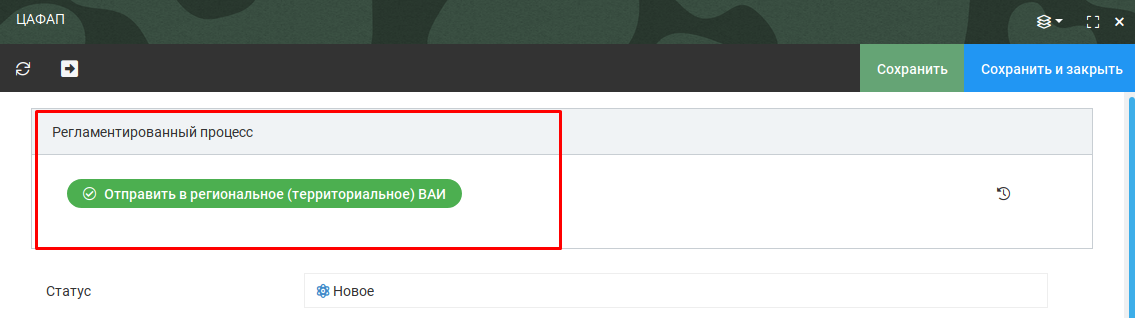 ЦАФАП
Сохранить
Сохранить и закрыть
Регламентированный процесс
Отправить в региональное (территориальное) ВАИ
Статус
Новое